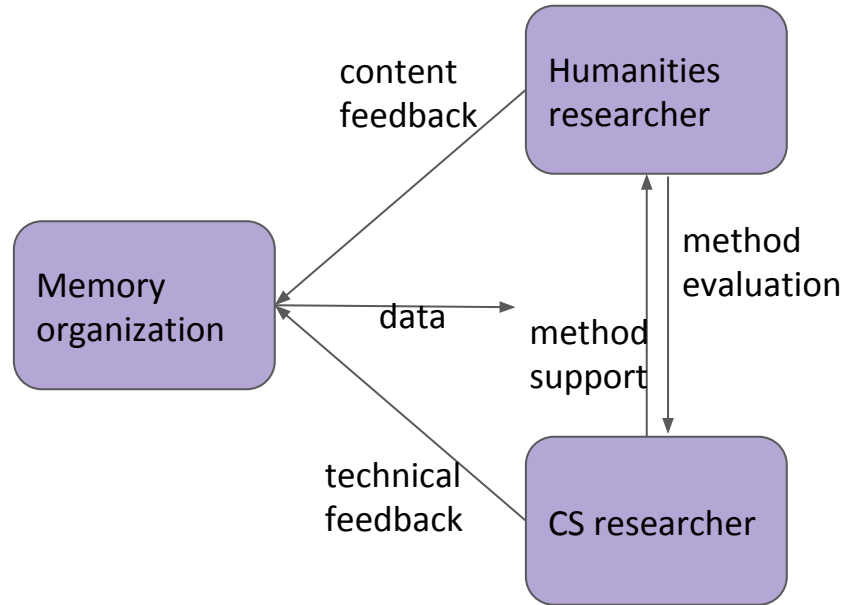 content
feedback
Humanities
researcher
Memory
organization
data
method
evaluation
method
support
technical
feedback
CS researcher